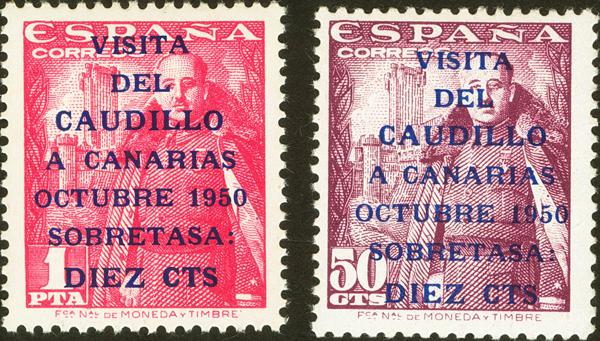 ESPAÑA
CORREOS
VISITA
DEL
CAUDILLO
A CANARIAS
OCTUBRE 1950
SOBRETASA:
DIEZ CTS
1
PTA
Fca Nal DE MONEDA Y TIMBRE
ESPAÑA
CORREOS
VISITA
DEL
CAUDILLO
A CANARIAS
OCTUBRE 1950
SOBRETASA:
DIEZ CTS
50
CTS
Fca Nal DE MONEDA Y TIMBRE